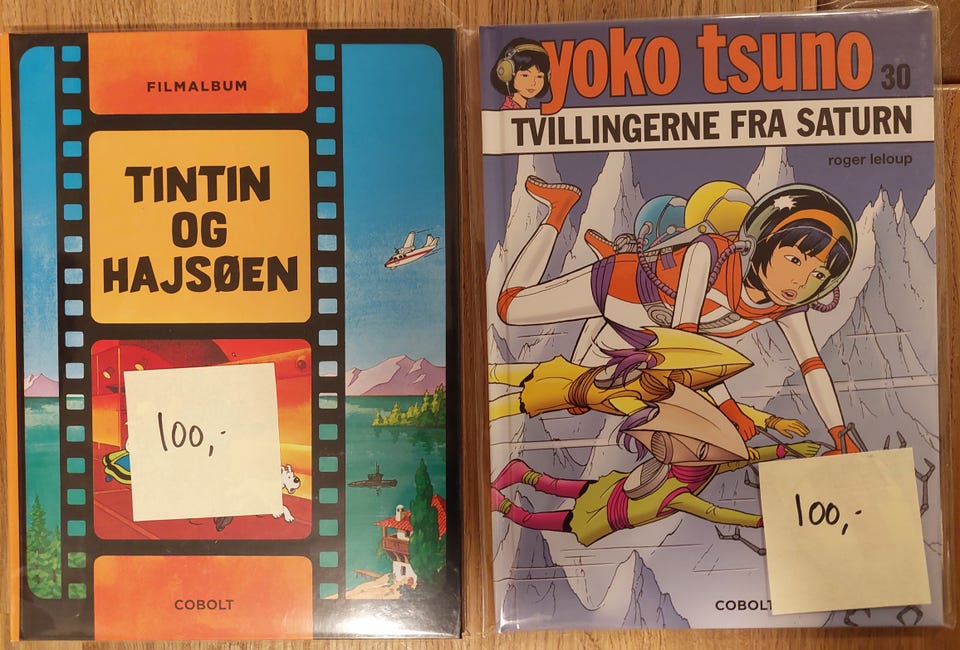 FILMALBUM
TINTIN
OG
HAJSØEN
100,-
COBOLT
yoko tsuno 30
TVILLINGERNE FRA SATURN
roger leloup
100,-
COBOLT